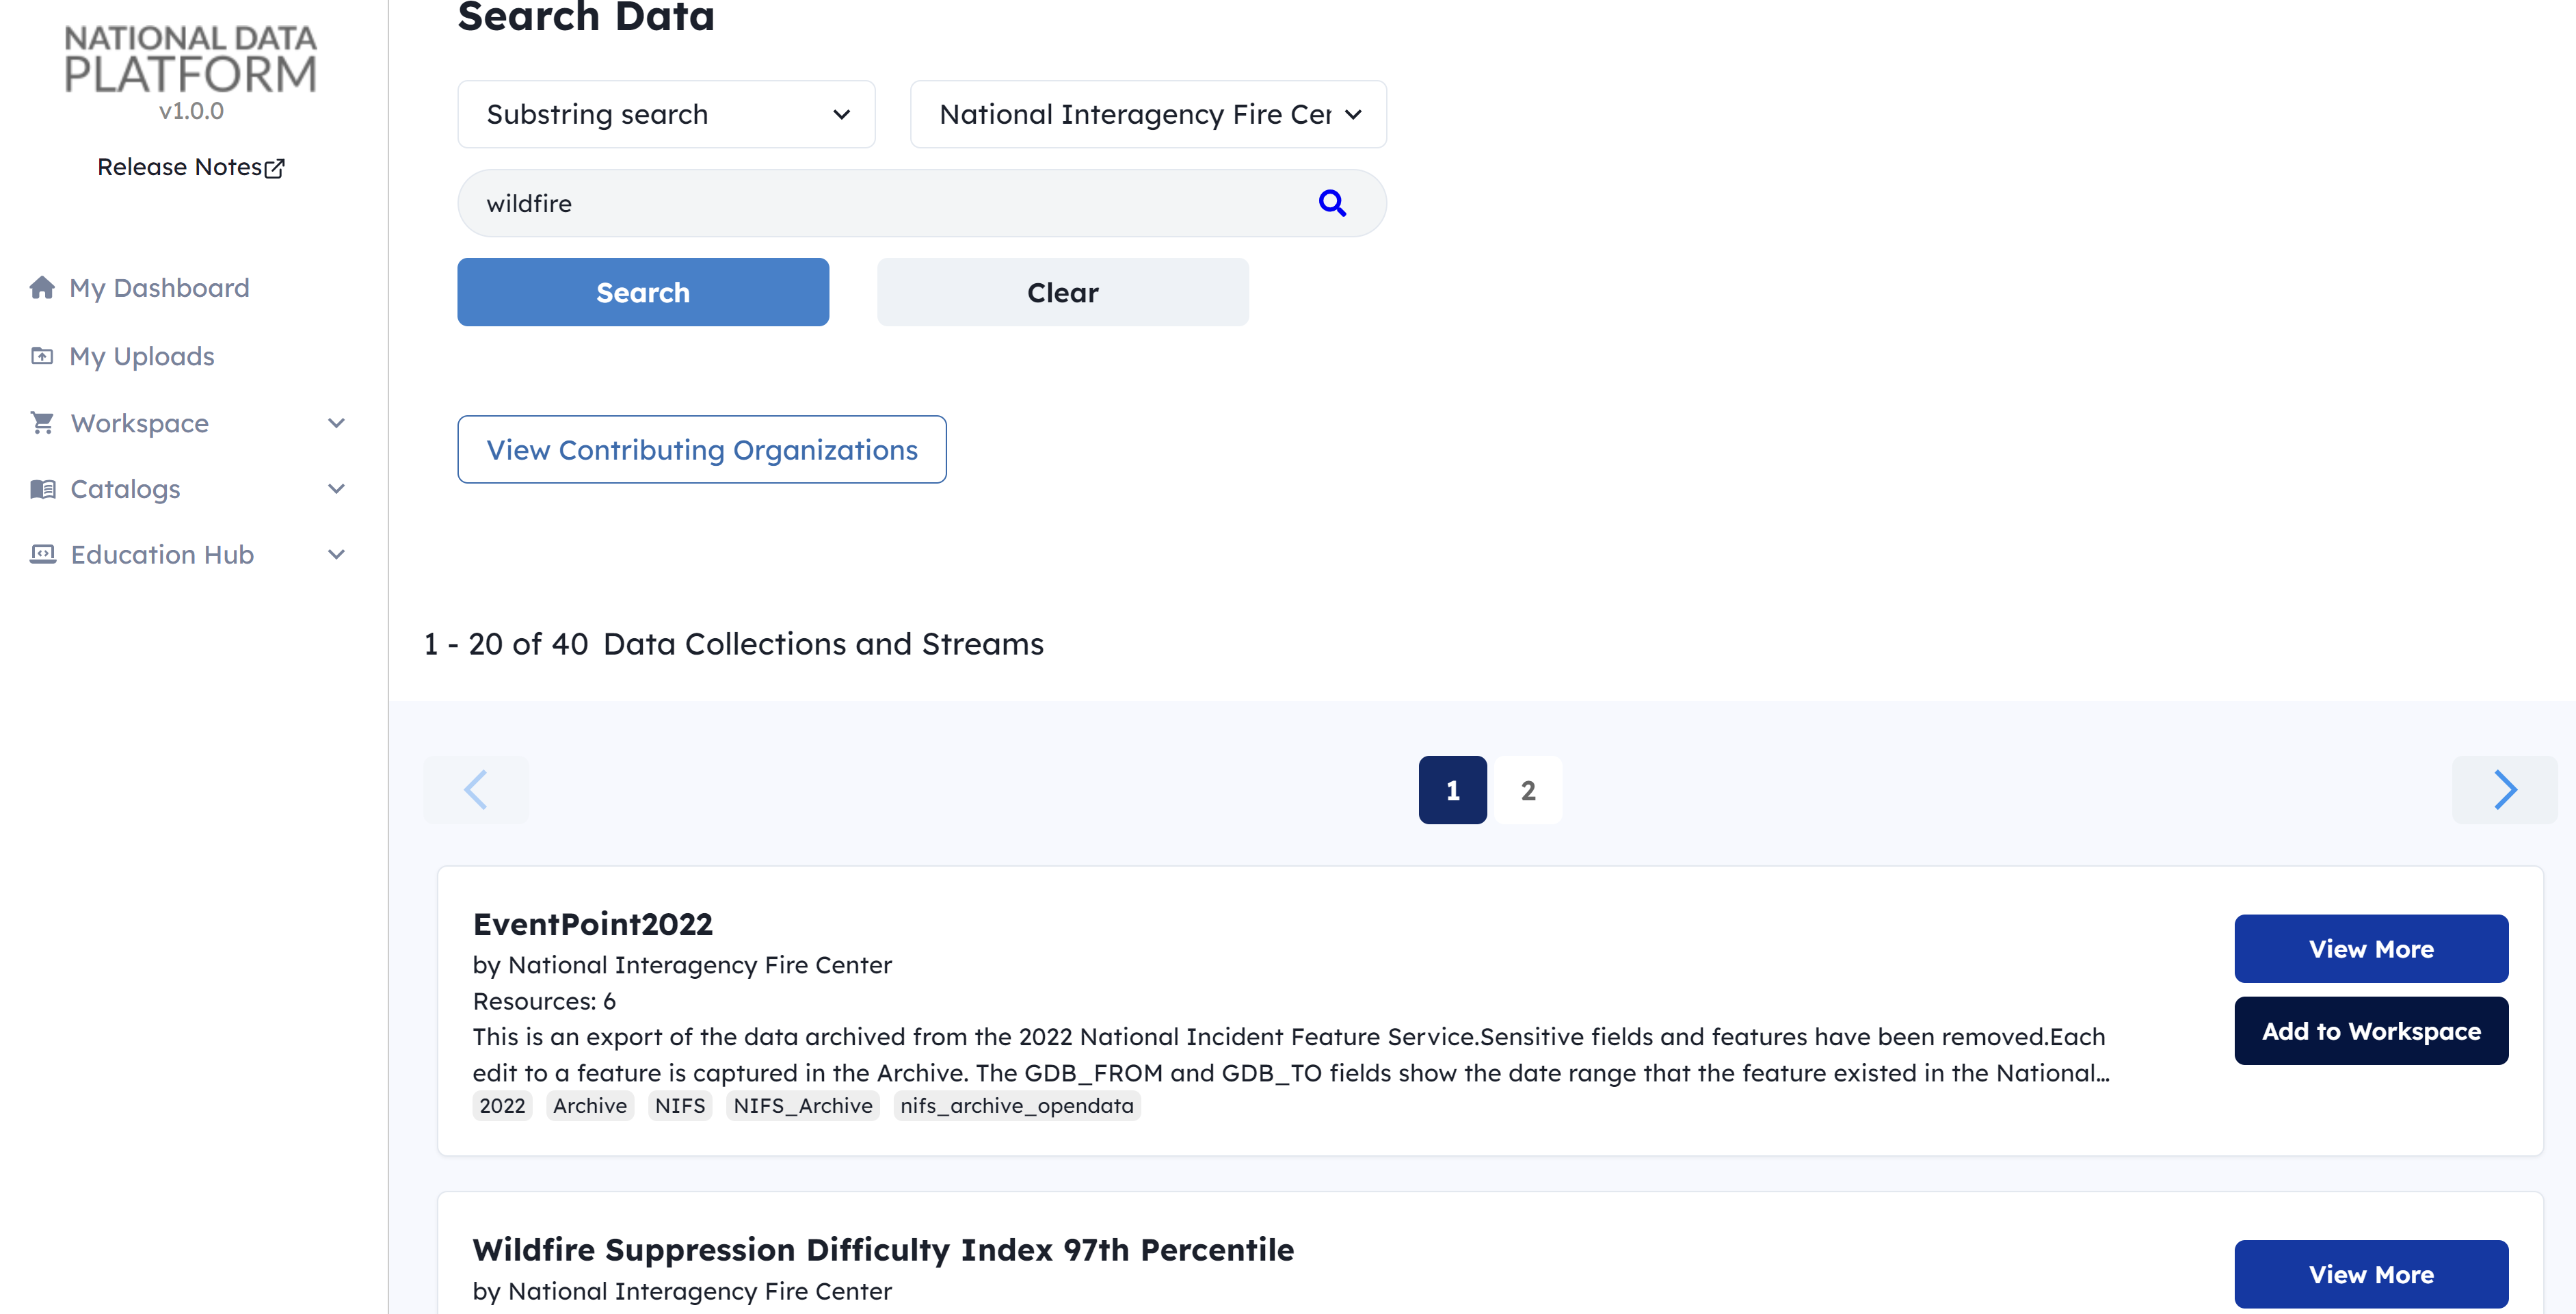 NATIONAL DATA
PLATFORM
v1.0.0
Release Notes
My Dashboard
My Uploads
Workspace
Catalogs
Education Hub
Search Data
Substring search
National Interagency Fire Cer
wildfire
Search
Clear
View Contributing Organizations
1 - 20 of 40 Data Collections and Streams
1
2
EventPoint2022
by National Interagency Fire Center
Resources: 6
This is an export of the data archived from the 2022 National Incident Feature Service.Sensitive fields and features have been removed.Each
edit to a feature is captured in the Archive. The GDB_FROM and GDB_TO fields show the date range that the feature existed in the National...
2022 Archive NIFS NIFS_Archive nifs_archive_opendata
View More
Add to Workspace
Wildfire Suppression Difficulty Index 97th Percentile
by National Interagency Fire Center
View More